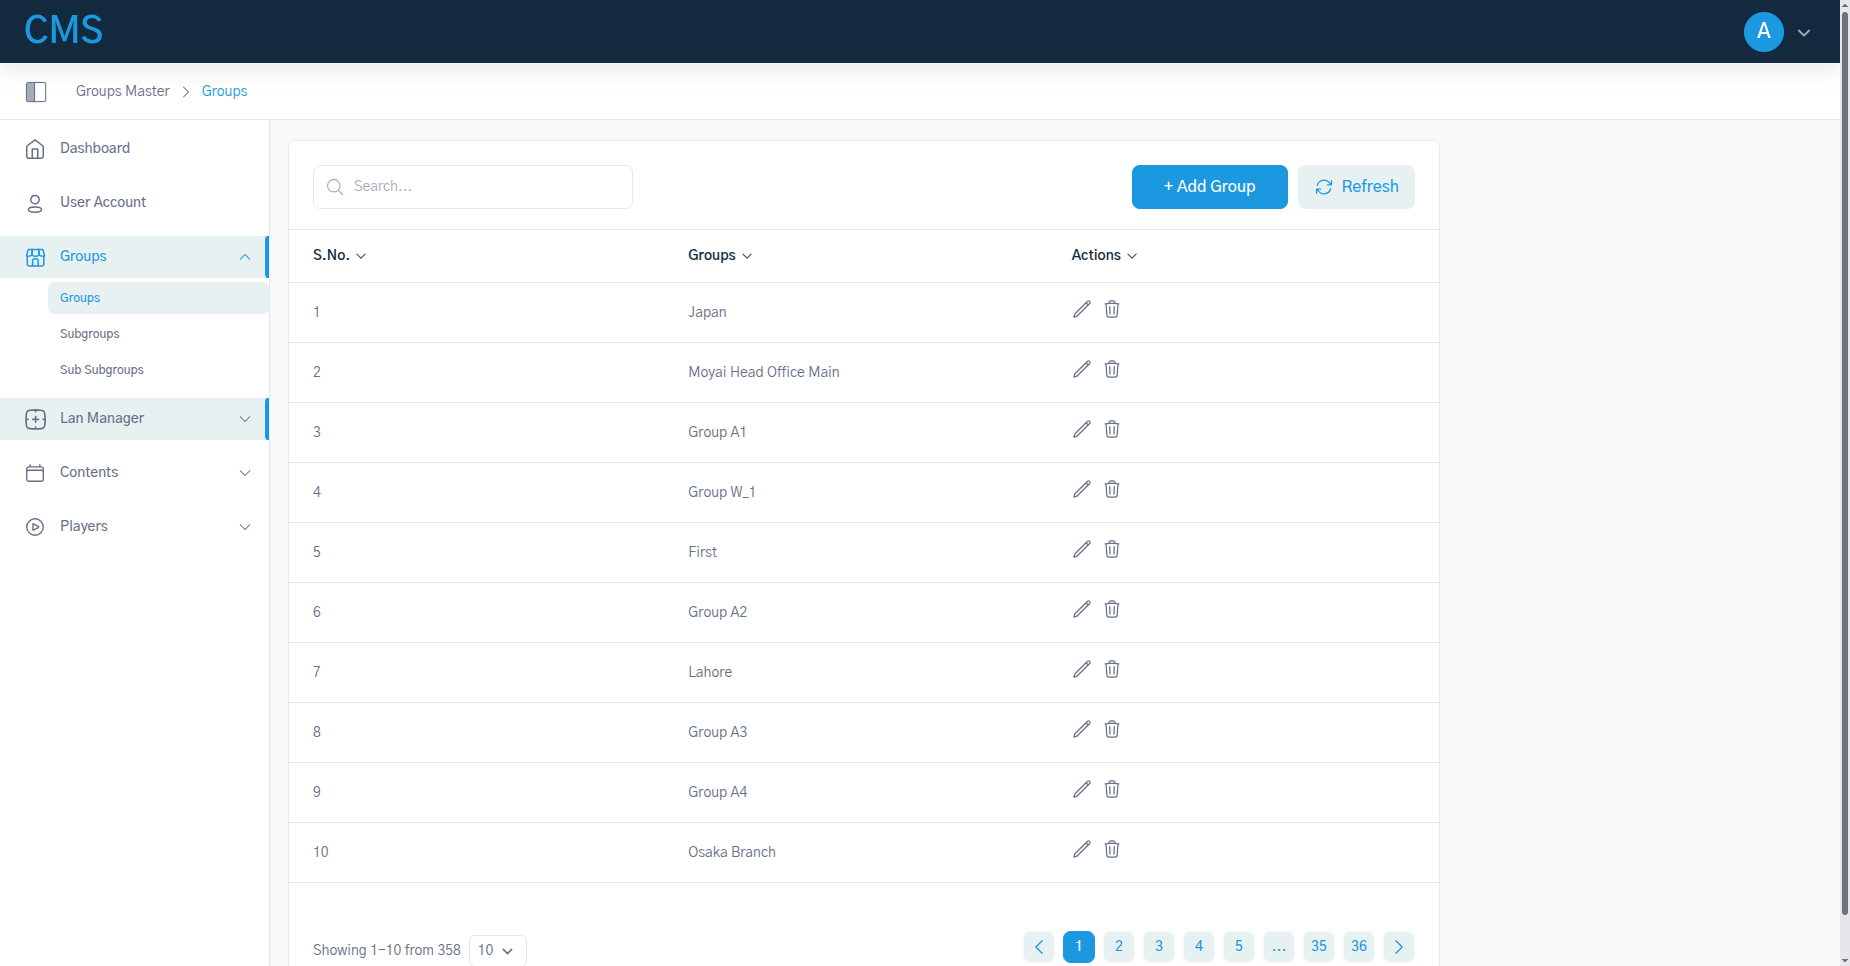 CMS
A
Groups Master > Groups
Dashboard
User Account
Groups
Groups
Subgroups
Sub Subgroups
Lan Manager
Contents
Players
Search...
+ Add Group
Refresh
S.No. Groups Actions
1 Japan
2 Moyai Head Office Main
3 Group A1
4 Group W_1
5 First
6 Group A2
7 Lahore
8 Group A3
9 Group A4
10 Osaka Branch
Showing 1-10 from 358 10
1 2 3 4 5 ... 35 36